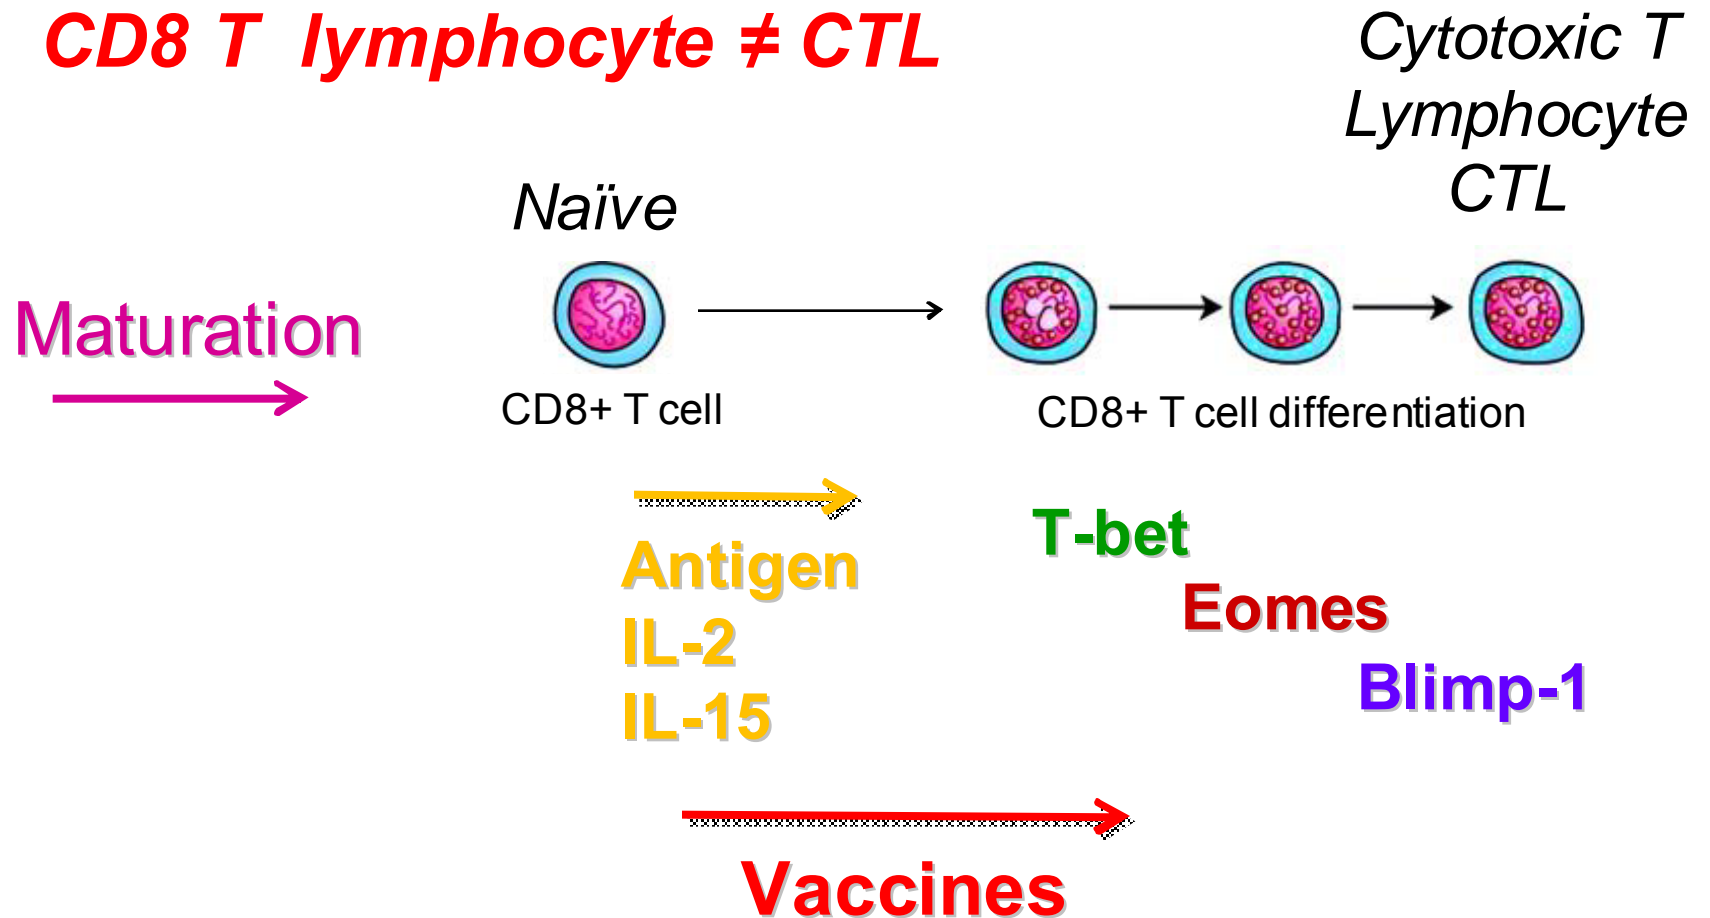 CD8 T lymphocyte ≠ CTL
Cytotoxic T
Lymphocyte
CTL
Naïve
Maturation
CD8+ T cell
CD8+ T cell differentiation
Antigen
IL-2
IL-15
T-bet
Eomes
Blimp-1
Vaccines